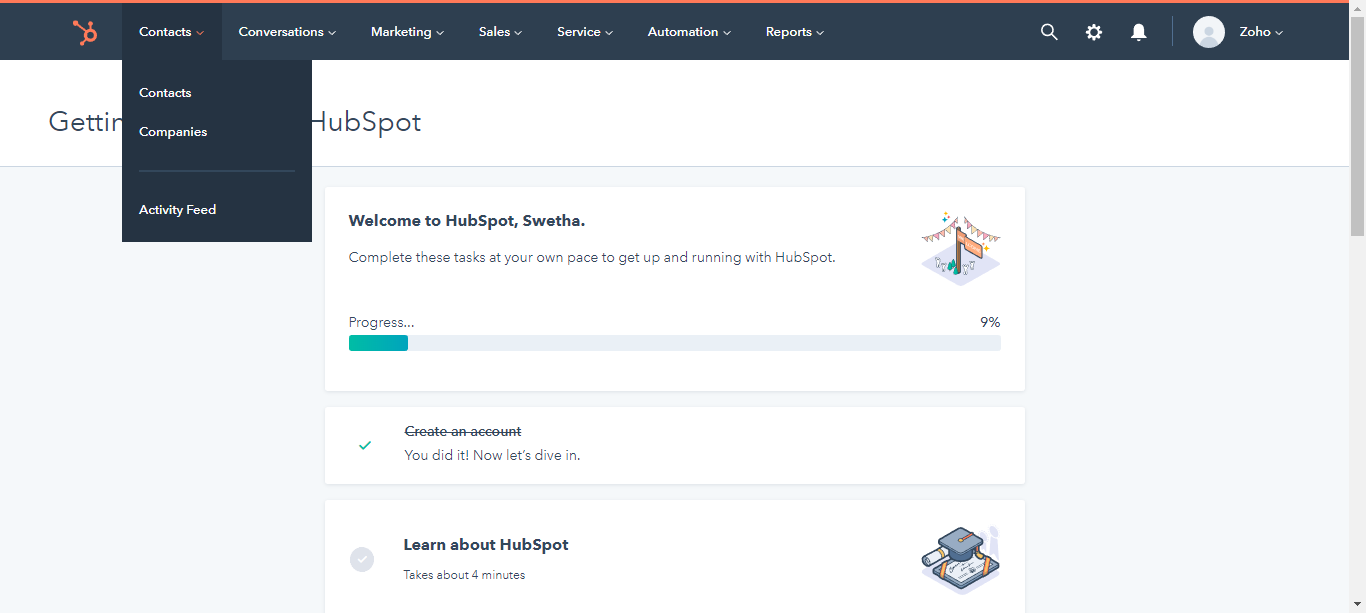 Contacts Conversations Marketing Sales Service Automation Reports Zoho
Contacts
Companies
Activity Feed
Gettin HubSpot
Welcome to HubSpot, Swetha.
Complete these tasks at your own pace to get up and running with HubSpot.
Progress... 9%
Create an account
You did it! Now let's dive in.
Learn about HubSpot
Takes about 4 minutes